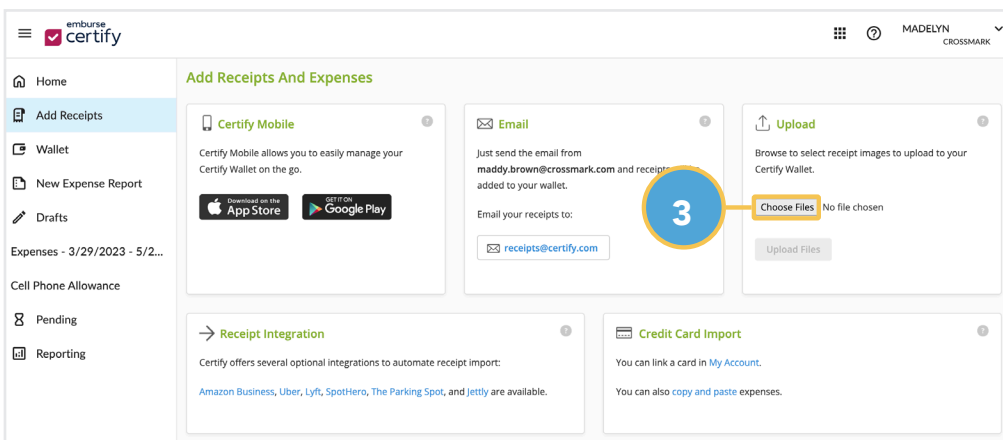 emburse
certify
MADELYN
CROSSMARK
Home
Add Receipts
Wallet
New Expense Report
Drafts
Expenses - 3/29/2023 - 5/2...
Cell Phone Allowance
Pending
Reporting
Add Receipts And Expenses
Certify Mobile
?
Certify Mobile allows you to easily manage your
Certify Wallet on the go.
Download on the
App Store
GET IT ON
Google Play
Email
?
Just send the email from
maddy.brown@crossmark.com and receipts
added to your wallet.
Email your receipts to:
receipts@certify.com
3
Upload
?
Browse to select receipt images to upload to your
Certify Wallet.
Choose Files No file chosen
Upload Files
Receipt Integration
?
Certify offers several optional integrations to automate receipt import:
Amazon Business, Uber, Lyft, SpotHero, The Parking Spot, and Jettly are available.
Credit Card Import
?
You can link a card in My Account.
You can also copy and paste expenses.